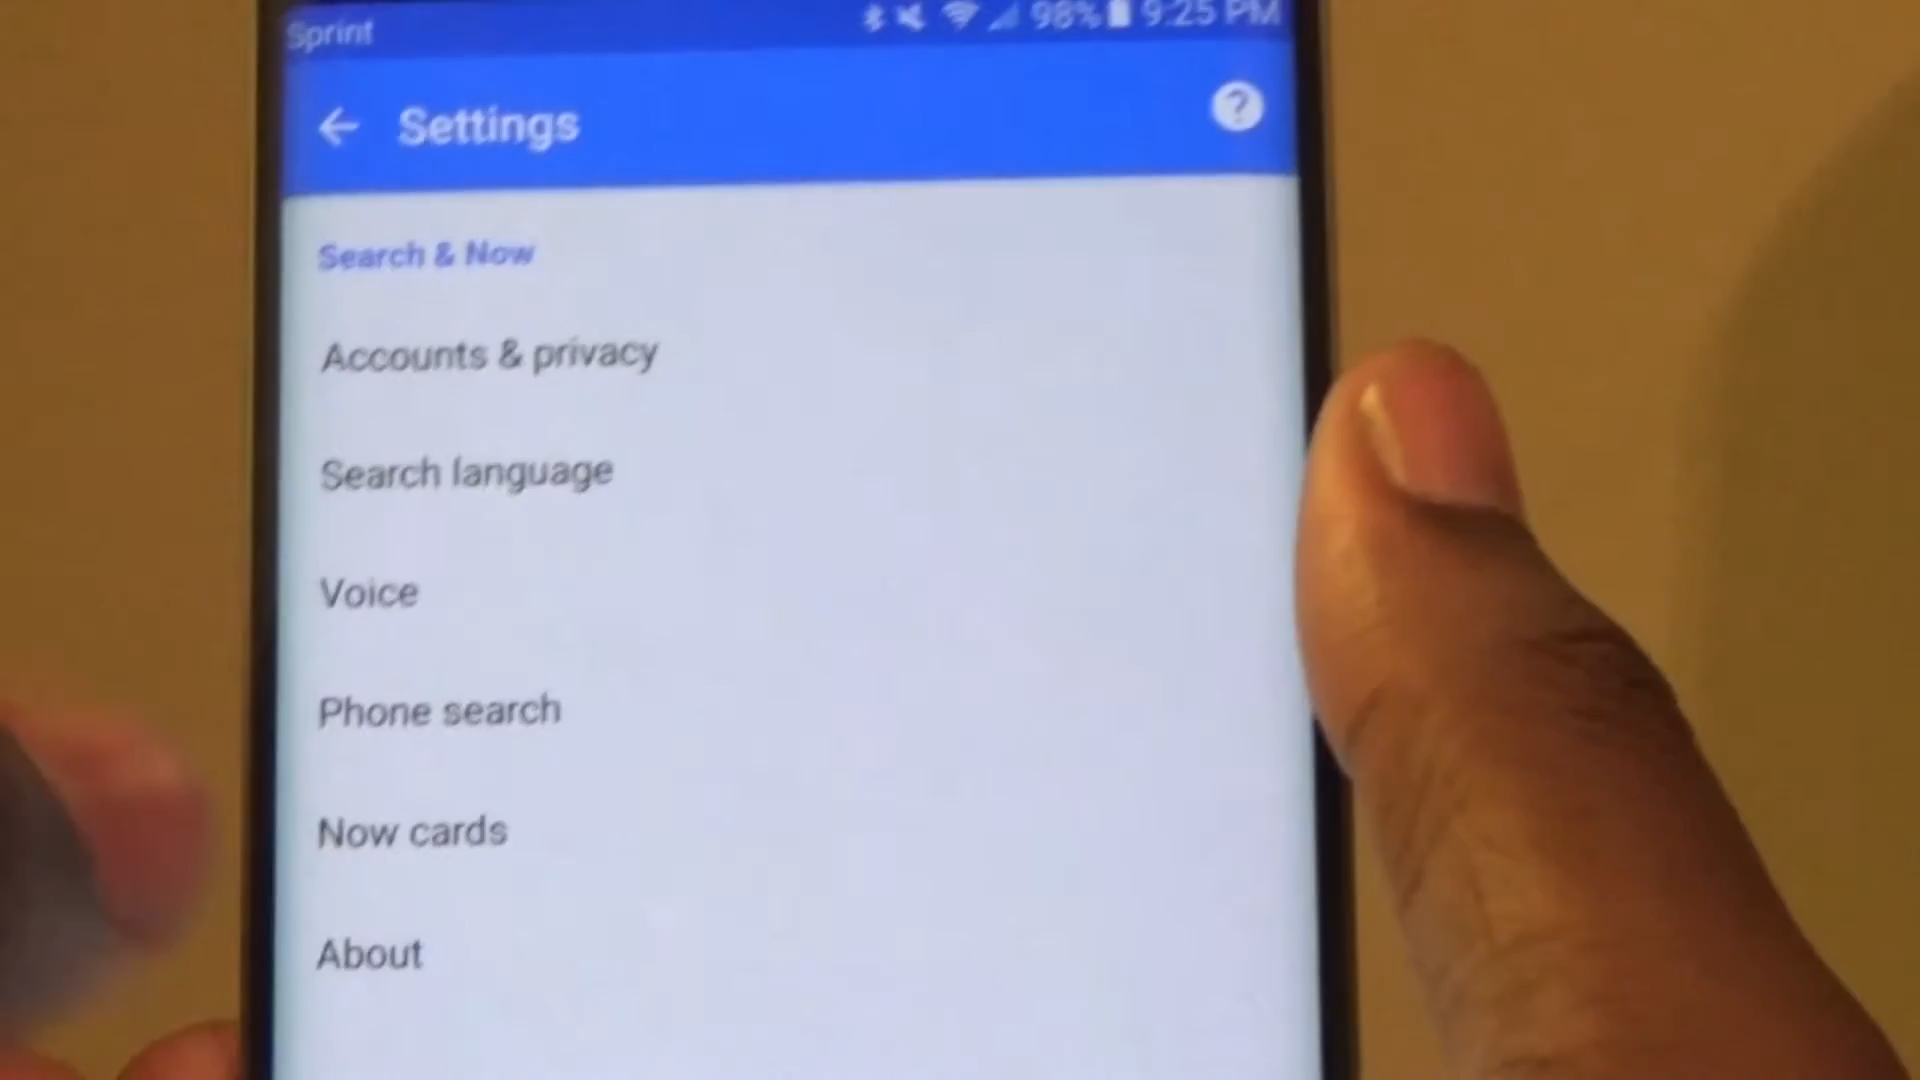 Sprint 98% 9:25 PM
Settings ?
Search & Now
Accounts & privacy
Search language
Voice
Phone search
Now cards
About